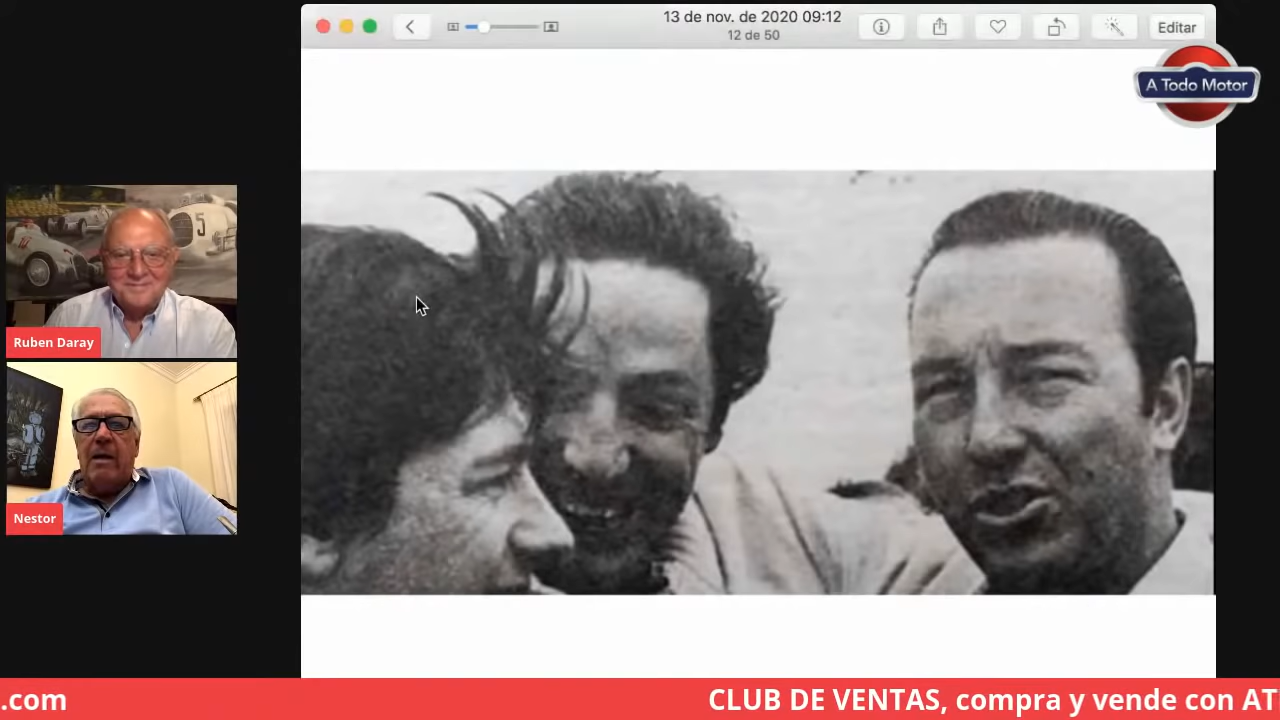 13 de nov. de 2020 09:12
12 de 50
Editar
A Todo Motor
5
Ruben Daray
Nestor
.com
CLUB DE VENTAS, compra y vende con AT